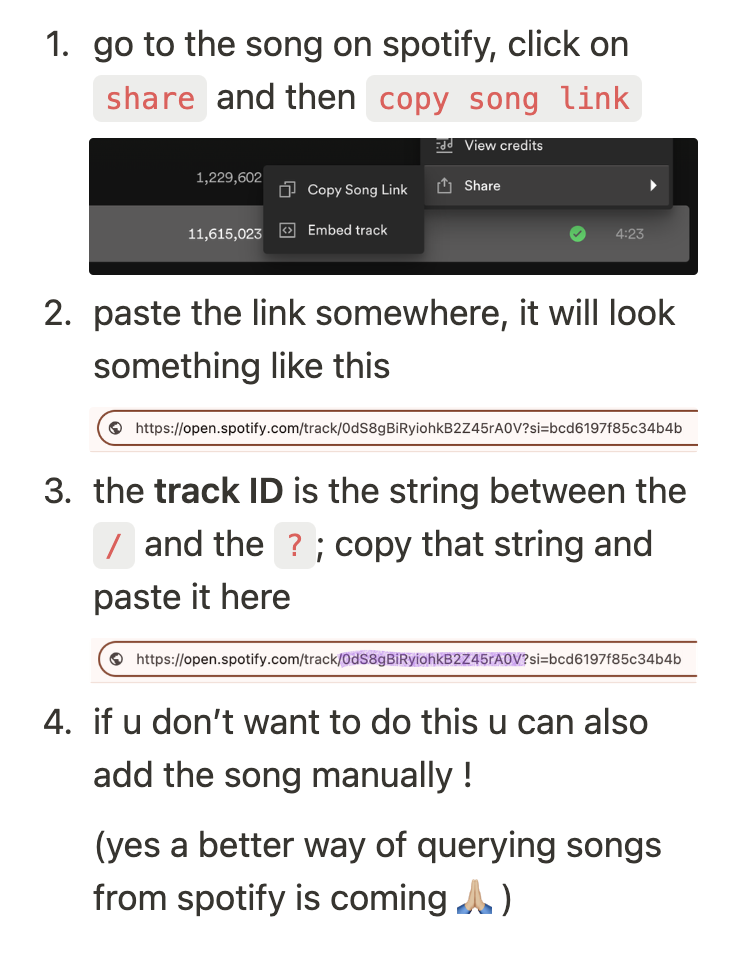 1. go to the song on spotify, click on
share and then copy song link
View credits
1,229,602 Copy Song Link Share
11,615,023 Embed track 4:23
2. paste the link somewhere, it will look
something like this
https://open.spotify.com/track/0dS8gBiRyiohkB2Z45rA0V?si=bcd6197f85c34b4b
3. the track ID is the string between the
/ and the ? ; copy that string and
paste it here
https://open.spotify.com/track/0dS8gBiRyiohkB2Z45rA0V?si=bcd6197f85c34b4b
4. if u don’t want to do this u can also
add the song manually !
(yes a better way of querying songs
from spotify is coming 🙏🏼 )